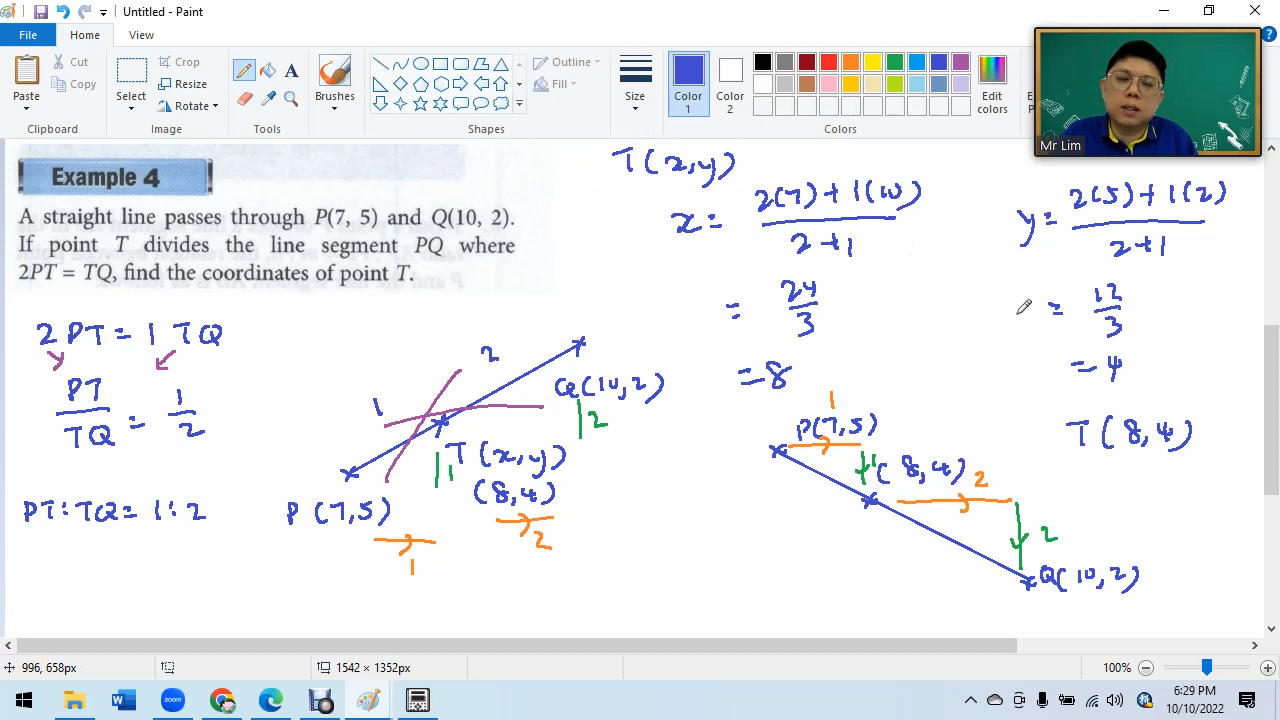 Untitled - Paint
File
Home
View
Paste
Cut
Copy
Clipboard
Select
Crop
Resize
Rotate
Image
A
Tools
Brushes
Outline
Fill
Shapes
Size
Color
1
Color
2
Edit
colors
Colors
Mr Lim
Example 4
A straight line passes through P(7, 5) and Q(10, 2).
If point T divides the line segment PQ where
2PT = TQ, find the coordinates of point T.
2 PT = 1 TQ
PT
TQ
=
1
2
PT : TQ = 1 : 2
1
2
Q(10,2)
2
T (x,y)
1
(8,4)
2
P (7,5)
1
T(x,y)
x = 2(7) + 1(10)
2 + 1
= 24
3
= 8
y = 2(5) + 1(2)
2 + 1
= 12
3
= 4
T (8,4)
1
P(7,5)
1
(8,4)
2
2
Q(10,2)
996, 658px
1542 × 1352px
100%
zoom
6:29 PM
10/10/2022